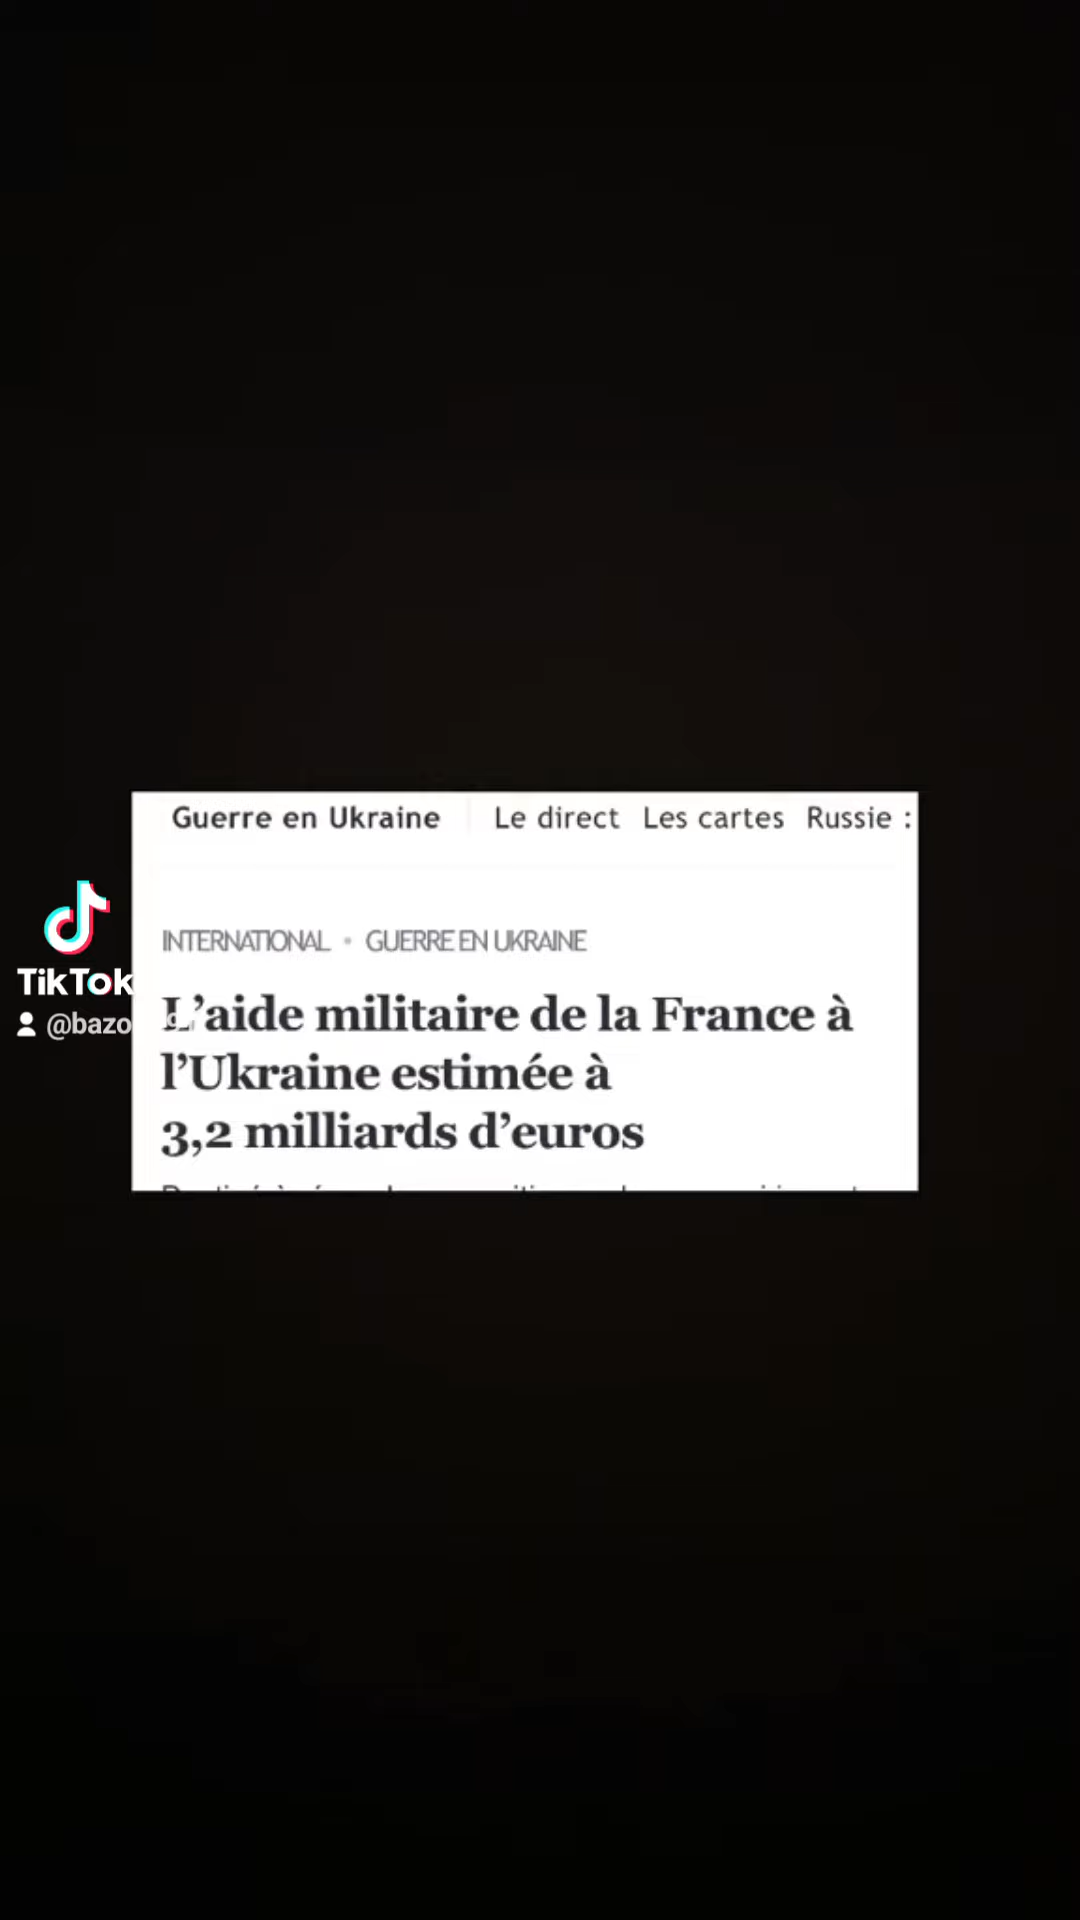 Guerre en Ukraine Le direct Les cartes Russie :
INTERNATIONAL • GUERRE EN UKRAINE
TikTok
@bazo
L’aide militaire de la France à
l’Ukraine estimée à
3,2 milliards d’euros